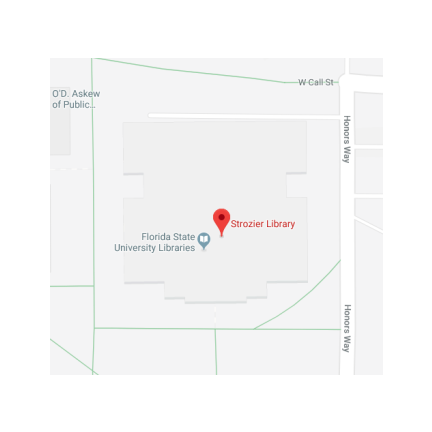 W Call St
O'D. Askew
of Public...
Honors Way
Strozier Library
Florida State
University Libraries
Honors Way